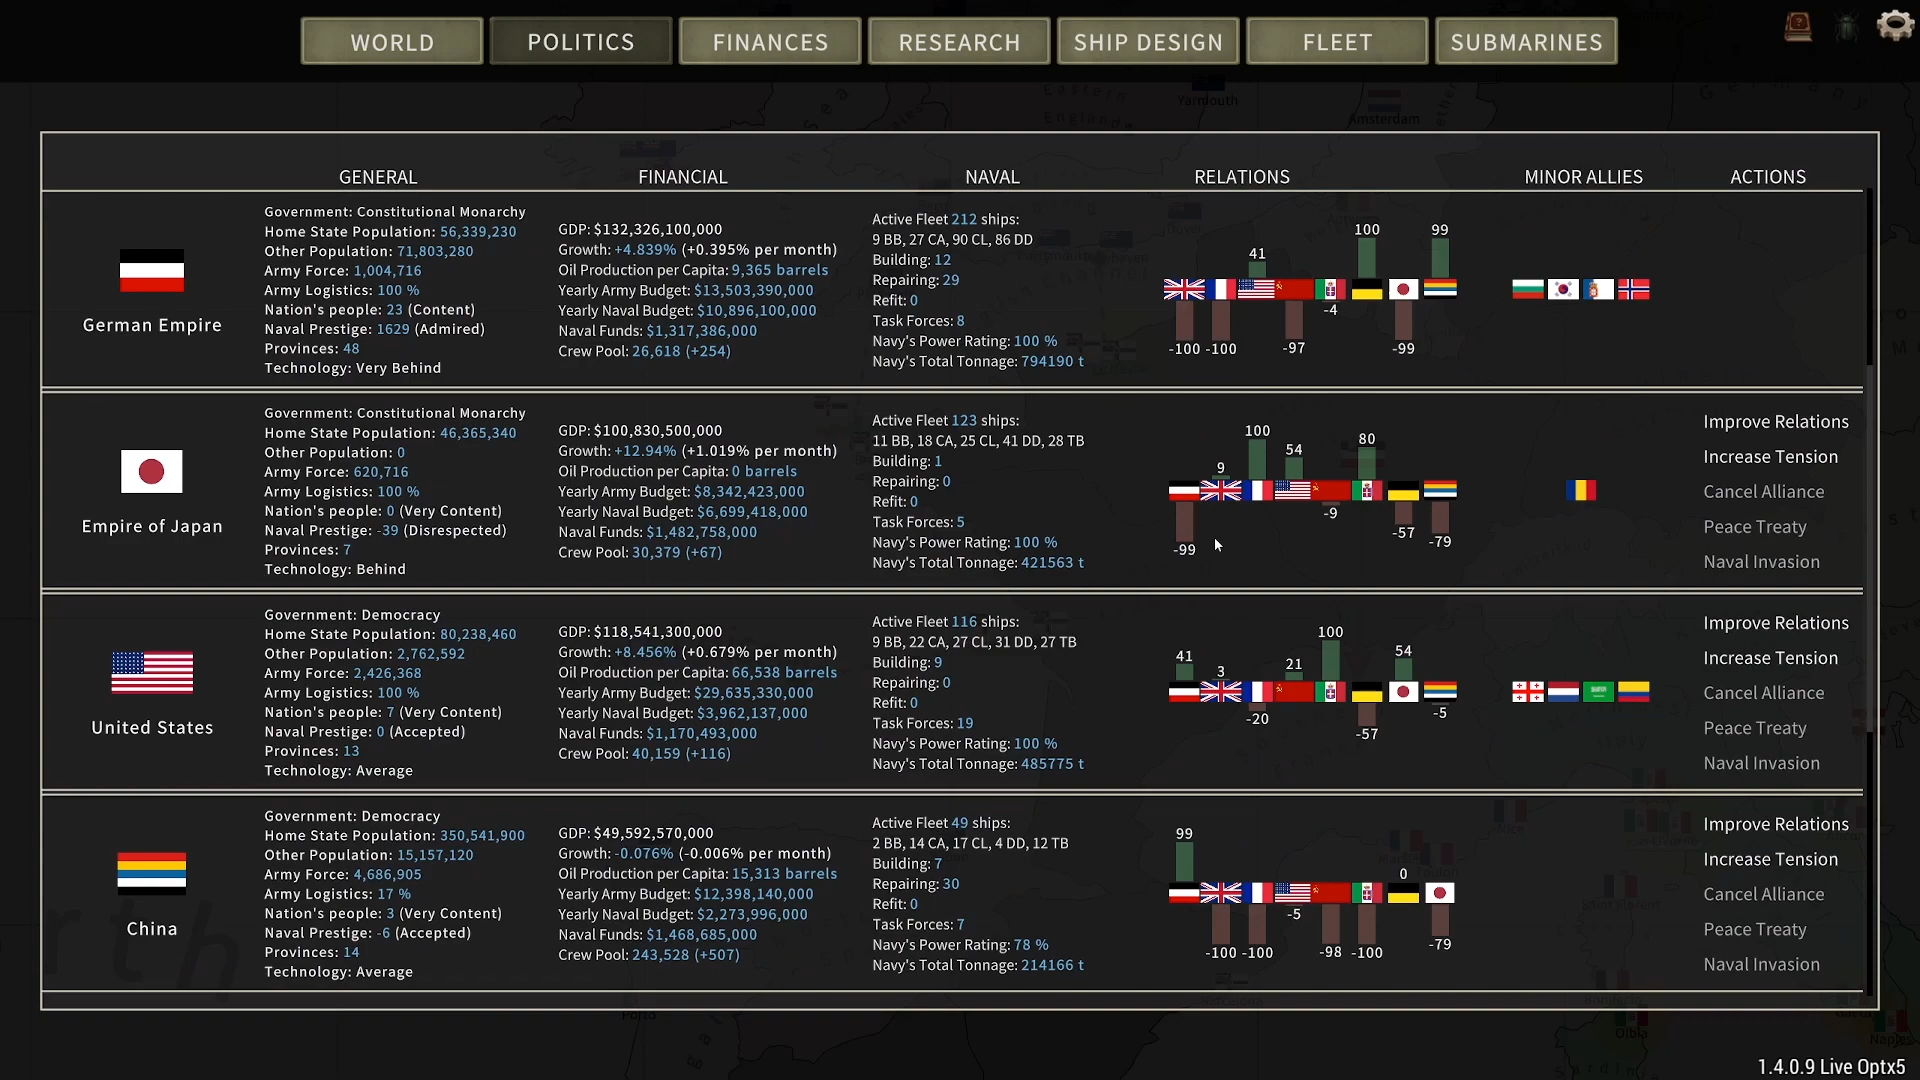 WORLD
POLITICS
FINANCES
RESEARCH
SHIP DESIGN
FLEET
SUBMARINES
Yarmouth
Eastern
England
Amsterdam
GENERAL
FINANCIAL
NAVAL
RELATIONS
MINOR ALLIES
ACTIONS
German Empire
Government: Constitutional Monarchy
Home State Population: 56,339,230
Other Population: 71,803,280
Army Force: 1,004,716
Army Logistics: 100 %
Nation's people: 23 (Content)
Naval Prestige: 1629 (Admired)
Provinces: 48
Technology: Very Behind
GDP: $132,326,100,000
Growth: +4.839% (+0.395% per month)
Oil Production per Capita: 9,365 barrels
Yearly Army Budget: $13,503,390,000
Yearly Naval Budget: $10,896,100,000
Naval Funds: $1,317,386,000
Crew Pool: 26,618 (+254)
Active Fleet 212 ships:
9 BB, 27 CA, 90 CL, 86 DD
Building: 12
Repairing: 29
Refit: 0
Task Forces: 8
Navy's Power Rating: 100 %
Navy's Total Tonnage: 794190 t
-100 -100 41 -97 -4 100 -99 99
Empire of Japan
Government: Constitutional Monarchy
Home State Population: 46,365,340
Other Population: 0
Army Force: 620,716
Army Logistics: 100 %
Nation's people: 0 (Very Content)
Naval Prestige: -39 (Disrespected)
Provinces: 7
Technology: Behind
GDP: $100,830,500,000
Growth: +12.94% (+1.019% per month)
Oil Production per Capita: 0 barrels
Yearly Army Budget: $8,342,423,000
Yearly Naval Budget: $6,699,418,000
Naval Funds: $1,482,758,000
Crew Pool: 30,379 (+67)
Active Fleet 123 ships:
11 BB, 18 CA, 25 CL, 41 DD, 28 TB
Building: 1
Repairing: 0
Refit: 0
Task Forces: 5
Navy's Power Rating: 100 %
Navy's Total Tonnage: 421563 t
-99 9 100 54 -9 80 -57 -79
Improve Relations
Increase Tension
Cancel Alliance
Peace Treaty
Naval Invasion
United States
Government: Democracy
Home State Population: 80,238,460
Other Population: 2,762,592
Army Force: 2,426,368
Army Logistics: 100 %
Nation's people: 7 (Very Content)
Naval Prestige: 0 (Accepted)
Provinces: 13
Technology: Average
GDP: $118,541,300,000
Growth: +8.456% (+0.679% per month)
Oil Production per Capita: 66,538 barrels
Yearly Army Budget: $29,635,330,000
Yearly Naval Budget: $3,962,137,000
Naval Funds: $1,170,493,000
Crew Pool: 40,159 (+116)
Active Fleet 116 ships:
9 BB, 22 CA, 27 CL, 31 DD, 27 TB
Building: 9
Repairing: 0
Refit: 0
Task Forces: 19
Navy's Power Rating: 100 %
Navy's Total Tonnage: 485775 t
41 3 -20 21 100 -57 54 -5
Improve Relations
Increase Tension
Cancel Alliance
Peace Treaty
Naval Invasion
China
Government: Democracy
Home State Population: 350,541,900
Other Population: 15,157,120
Army Force: 4,686,905
Army Logistics: 17 %
Nation's people: 3 (Very Content)
Naval Prestige: -6 (Accepted)
Provinces: 14
Technology: Average
GDP: $49,592,570,000
Growth: -0.076% (-0.006% per month)
Oil Production per Capita: 15,313 barrels
Yearly Army Budget: $12,398,140,000
Yearly Naval Budget: $2,273,996,000
Naval Funds: $1,468,685,000
Crew Pool: 243,528 (+507)
Active Fleet 49 ships:
2 BB, 14 CA, 17 CL, 4 DD, 12 TB
Building: 7
Repairing: 30
Refit: 0
Task Forces: 7
Navy's Power Rating: 78 %
Navy's Total Tonnage: 214166 t
99 -100 -100 -5 -98 -100 0 -79
Improve Relations
Increase Tension
Cancel Alliance
Peace Treaty
Naval Invasion
Porto
Olbia
Naples
1.4.0.9 Live Optx5